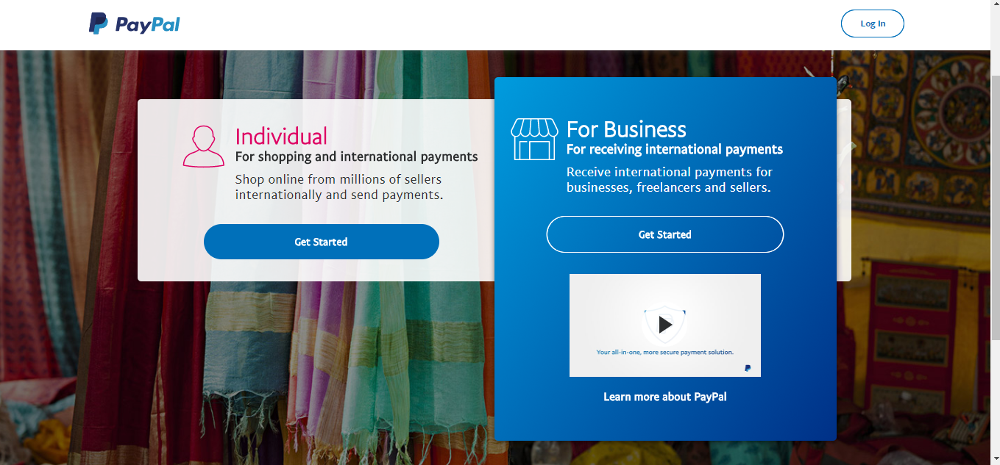 PayPal
Log In
Individual
For shopping and international payments
Shop online from millions of sellers
internationally and send payments.
Get Started
For Business
For receiving international payments
Receive international payments for
businesses, freelancers and sellers.
Get Started
Your all-in-one, more secure payment solution.
Learn more about PayPal